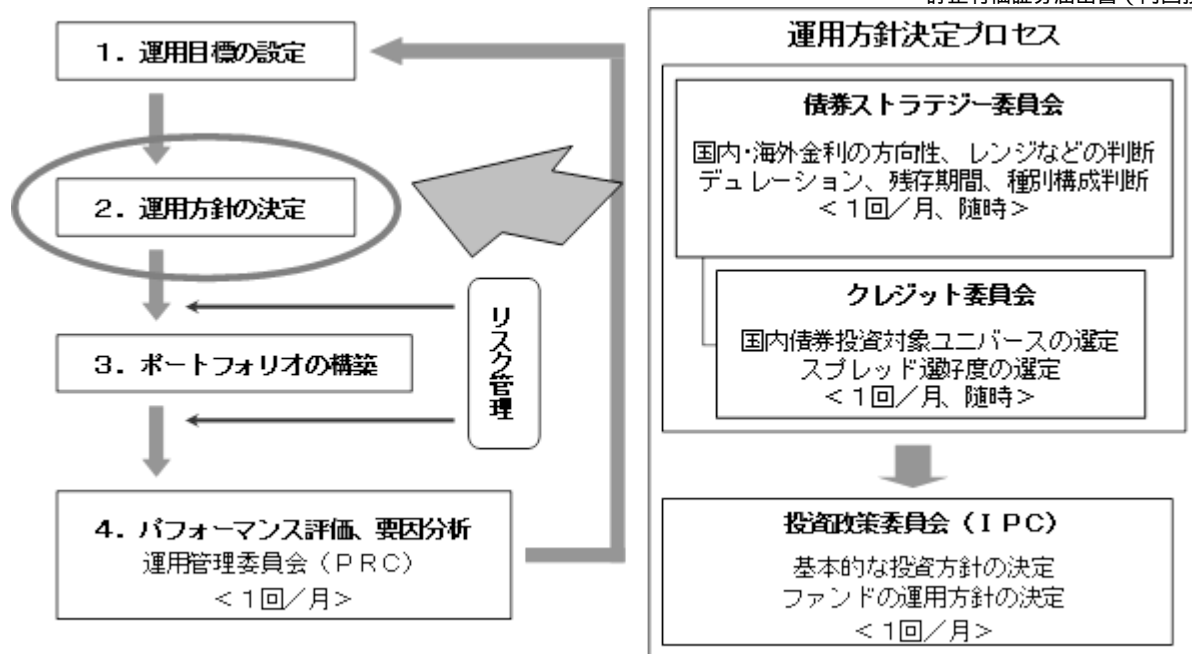 1．運用目標の設定
2．運用方針の決定
3．ポートフォリオの構築
4．パフォーマンス評価、要因分析
運用管理委員会（ＰＲＣ）
＜１回／月＞
リスク管理
運用方針決定プロセス
債券ストラテジー委員会
国内・海外金利の方向性、レンジなどの判断
デュレーション、残存期間、種別構成判断
＜１回／月、随時＞
クレジット委員会
国内債券投資対象ユニバースの選定
スプレッド選好度の選定
＜１回／月、随時＞
投資政策委員会（ＩＰＣ）
基本的な投資方針の決定
ファンドの運用方針の決定
＜１回／月＞